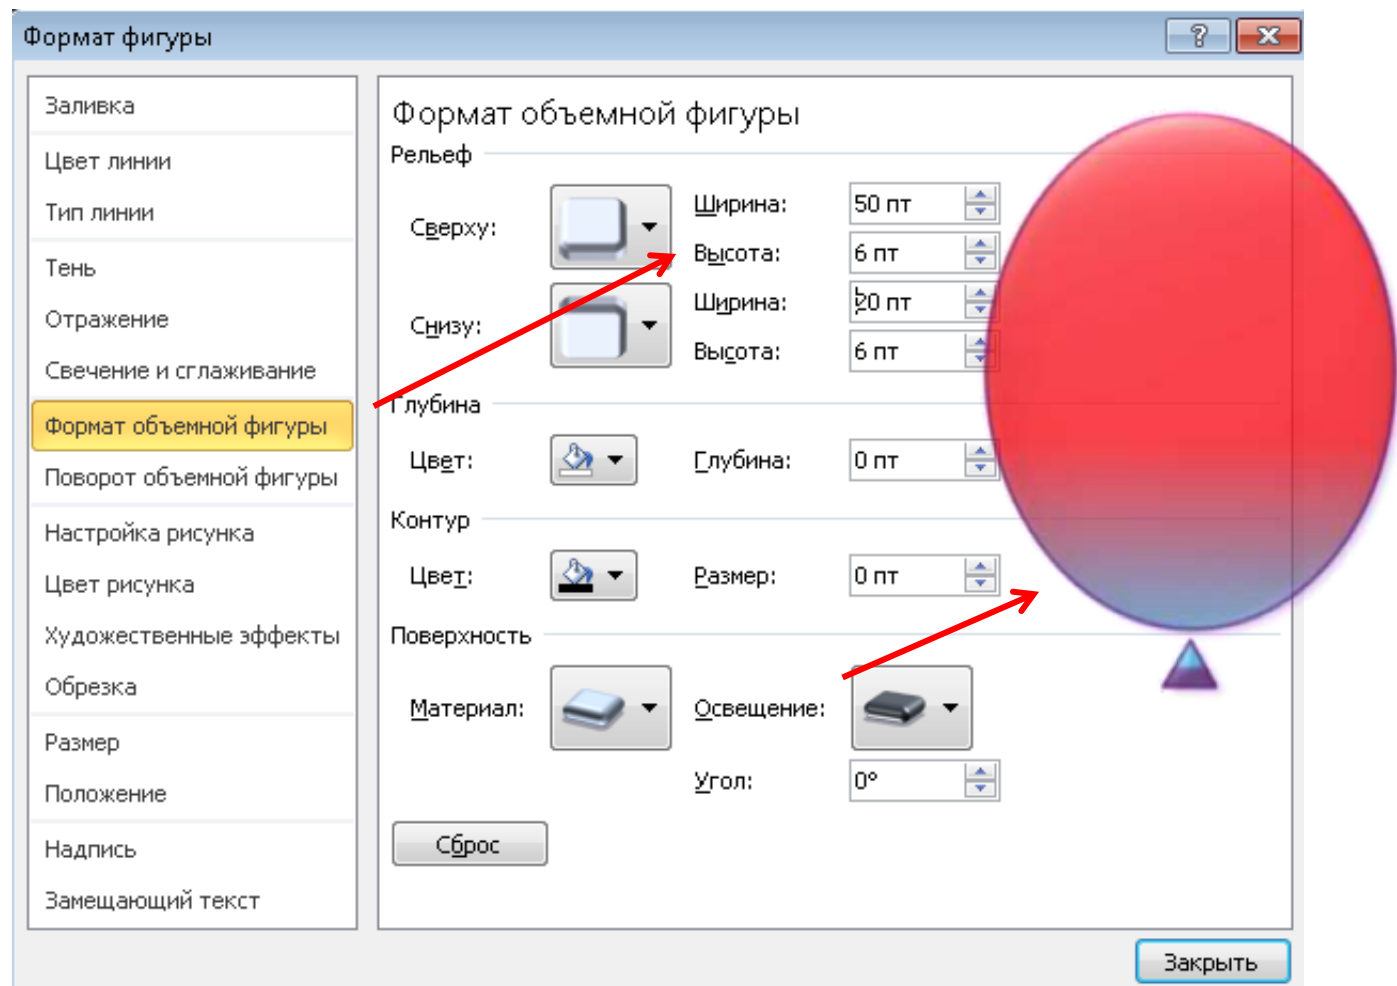 Формат фигуры
Заливка
Цвет линии
Тип линии
Тень
Отражение
Свечение и сглаживание
Формат объемной фигуры
Поворот объемной фигуры
Настройка рисунка
Цвет рисунка
Художественные эффекты
Обрезка
Размер
Положение
Надпись
Замещающий текст
Формат объемной фигуры
Рельеф
Сверху:
Ширина: 50 пт
Высота: 6 пт
Снизу:
Ширина: 20 пт
Высота: 6 пт
Глубина
Цвет: Глубина: 0 пт
Контур
Цвет: Размер: 0 пт
Поверхность
Материал: Освещение:
Угол: 0°
Сброс
Закрыть